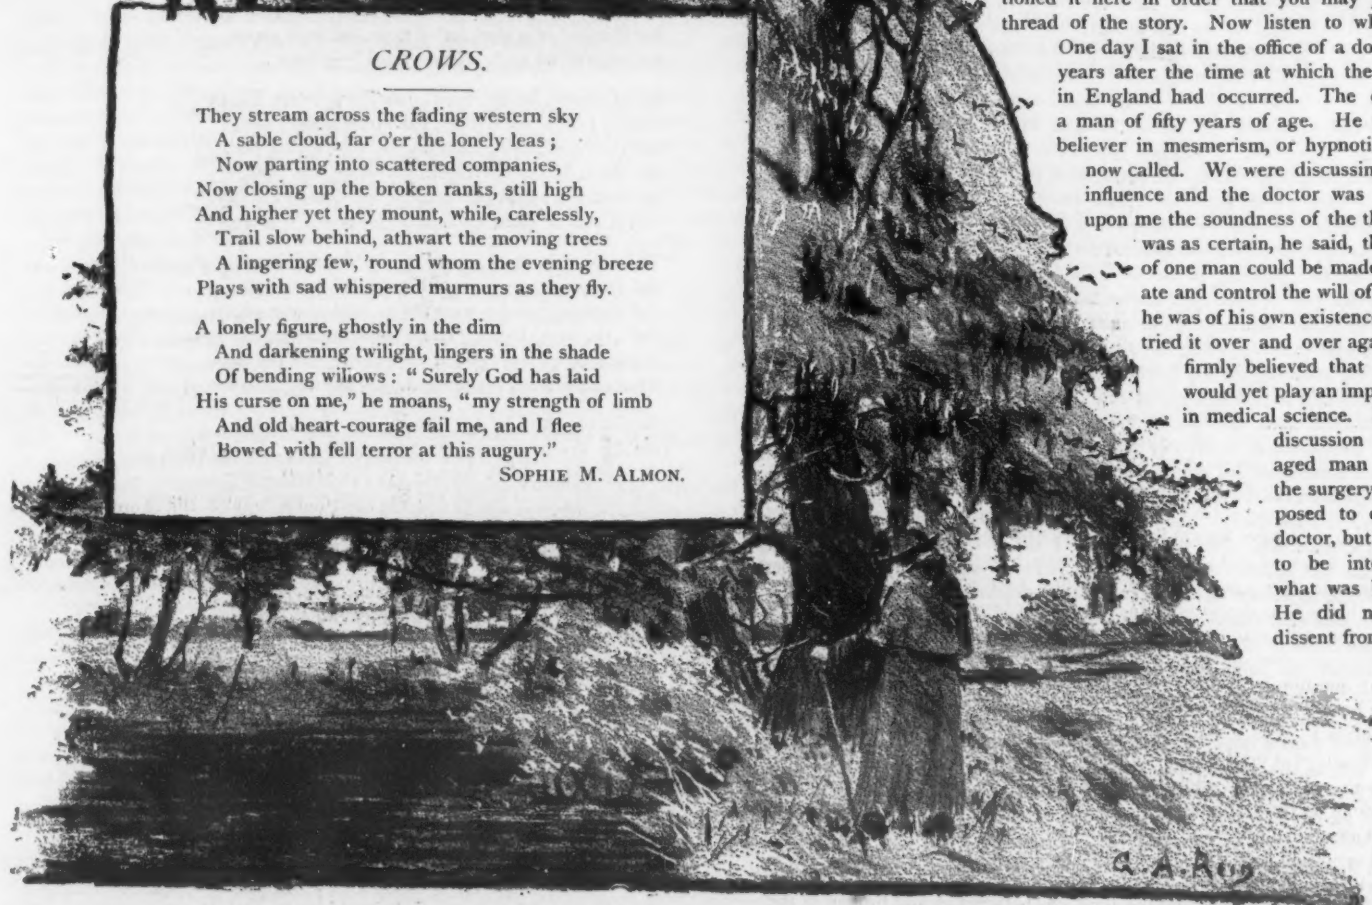 CROWS.
They stream across the fading western sky
A sable cloud, far o'er the lonely leas ;
Now parting into scattered companies,
Now closing up the broken ranks, still high
And higher yet they mount, while, carelessly,
Trail slow behind, athwart the moving trees
A lingering few, 'round whom the evening breeze
Plays with sad whispered murmurs as they fly.
A lonely figure, ghostly in the dim
And darkening twilight, lingers in the shade
Of bending willows : “ Surely God has laid
His curse on me,” he moans, “my strength of limb
And old heart-courage fail me, and I flee
Bowed with fell terror at this augury.”
SOPHIE M. ALMON.
it here in order that you may
thread of the story. Now listen to
One day I sat in the office of a
years after the time at which the
in England had occurred. The
a man of fifty years of age. He
believer in mesmerism, or
now called. We were
influence and the doctor was
upon me the soundness of the
was as certain, he said,
of one man could be made
ate and control the will of
he was of his own existence
tried it over and over
firmly believed that
would yet play an
in medical science.
discussion
aged man
the
posed to
doctor, but
to be
what was
He did
dissent
G. A.